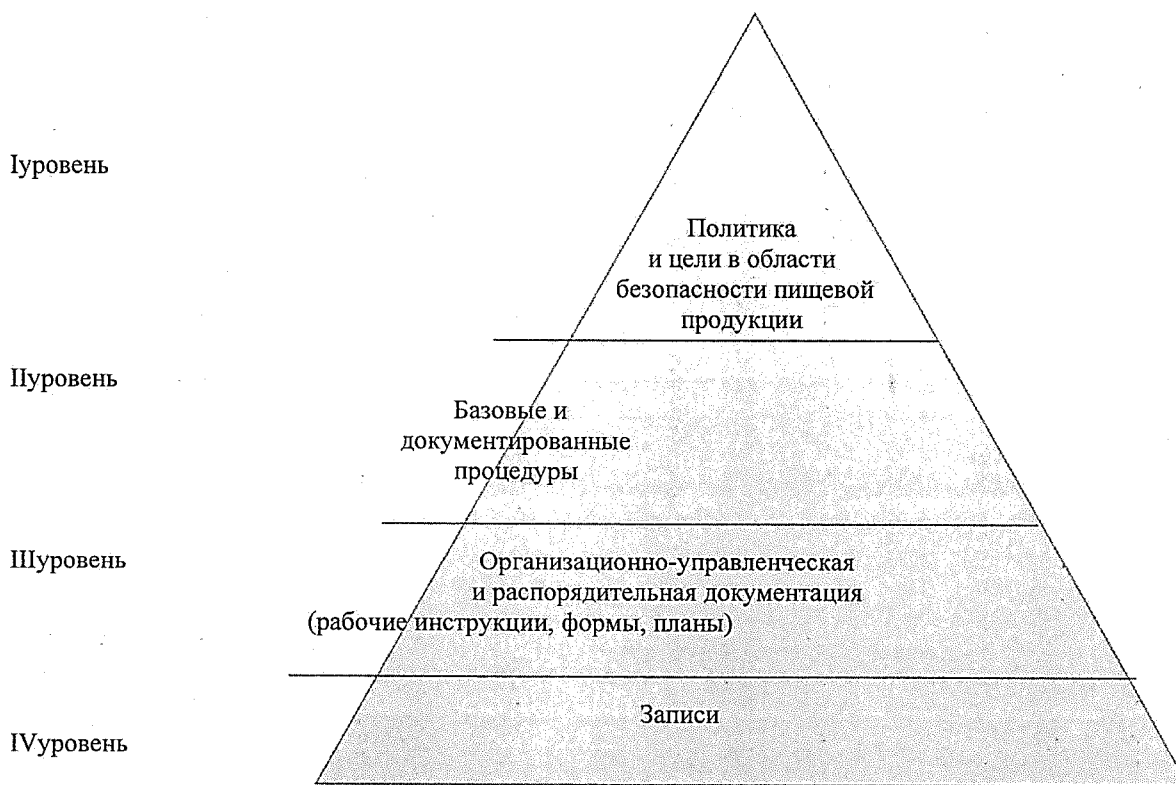 Iуровень
Политика
и цели в области
безопасности пищевой
продукции
IIуровень
Базовые и
документированные
процедуры
IIIуровень
Организационно-управленческая
и распорядительная документация
(рабочие инструкции, формы, планы)
Записи
IVуровень